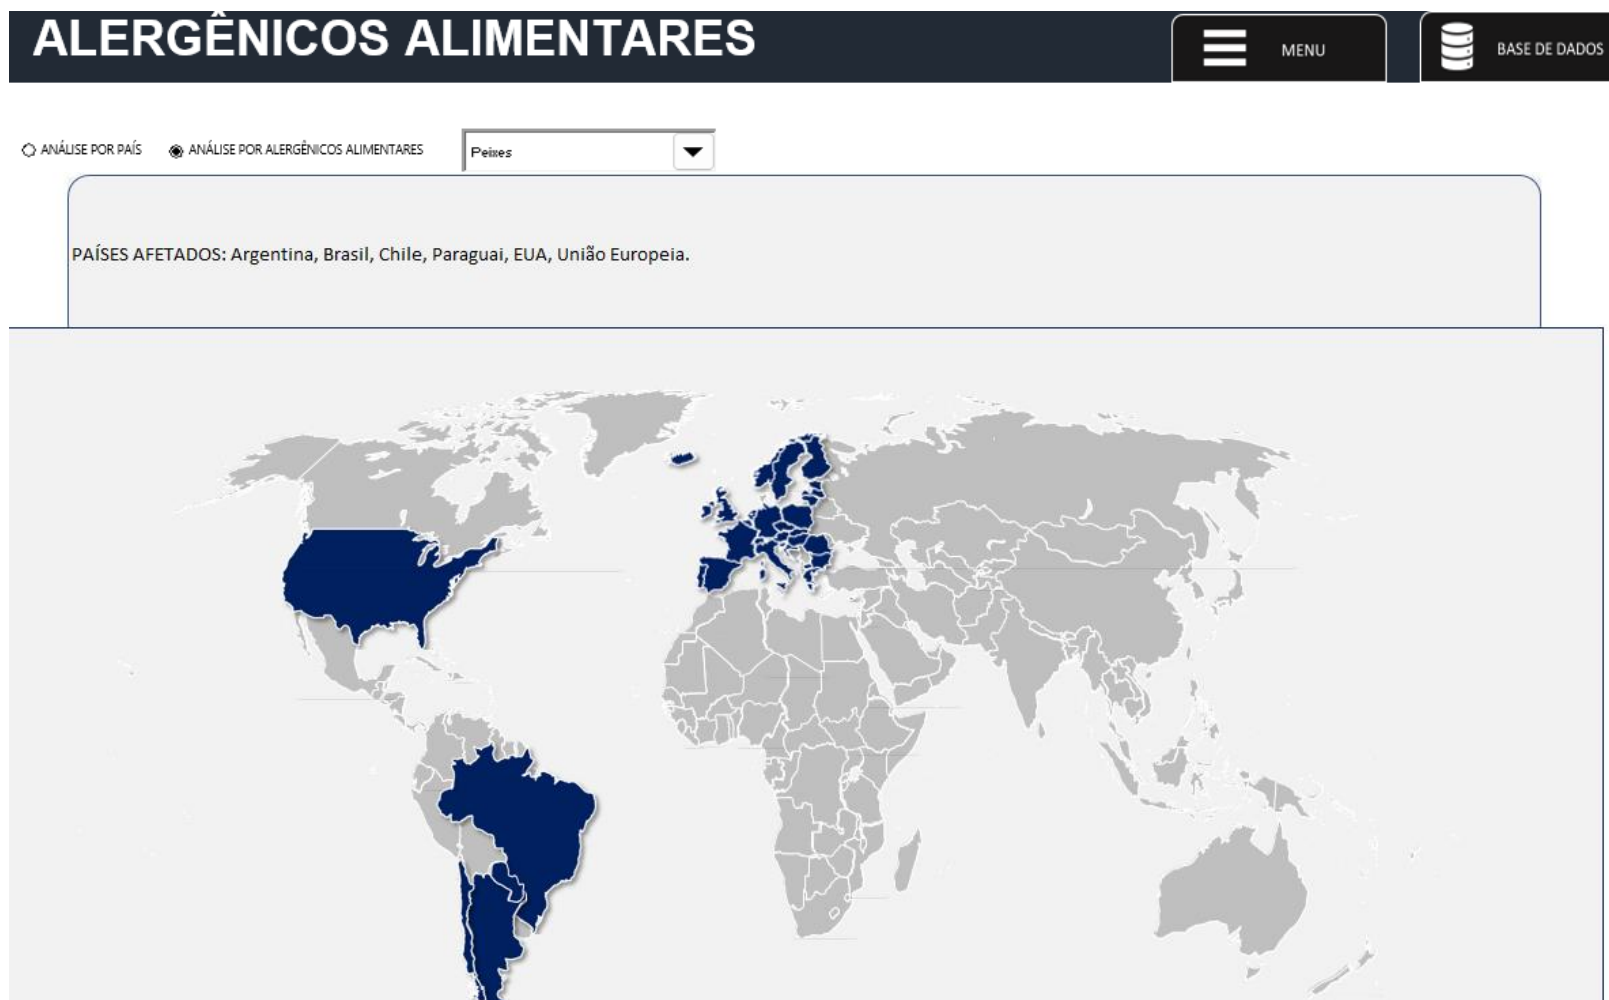 ALERGÊNICOS ALIMENTARES
MENU
BASE DE DADOS
ANÁLISE POR PAÍS
ANÁLISE POR ALERGÊNICOS ALIMENTARES
Peixes
PAÍSES AFETADOS: Argentina, Brasil, Chile, Paraguai, EUA, União Europeia.